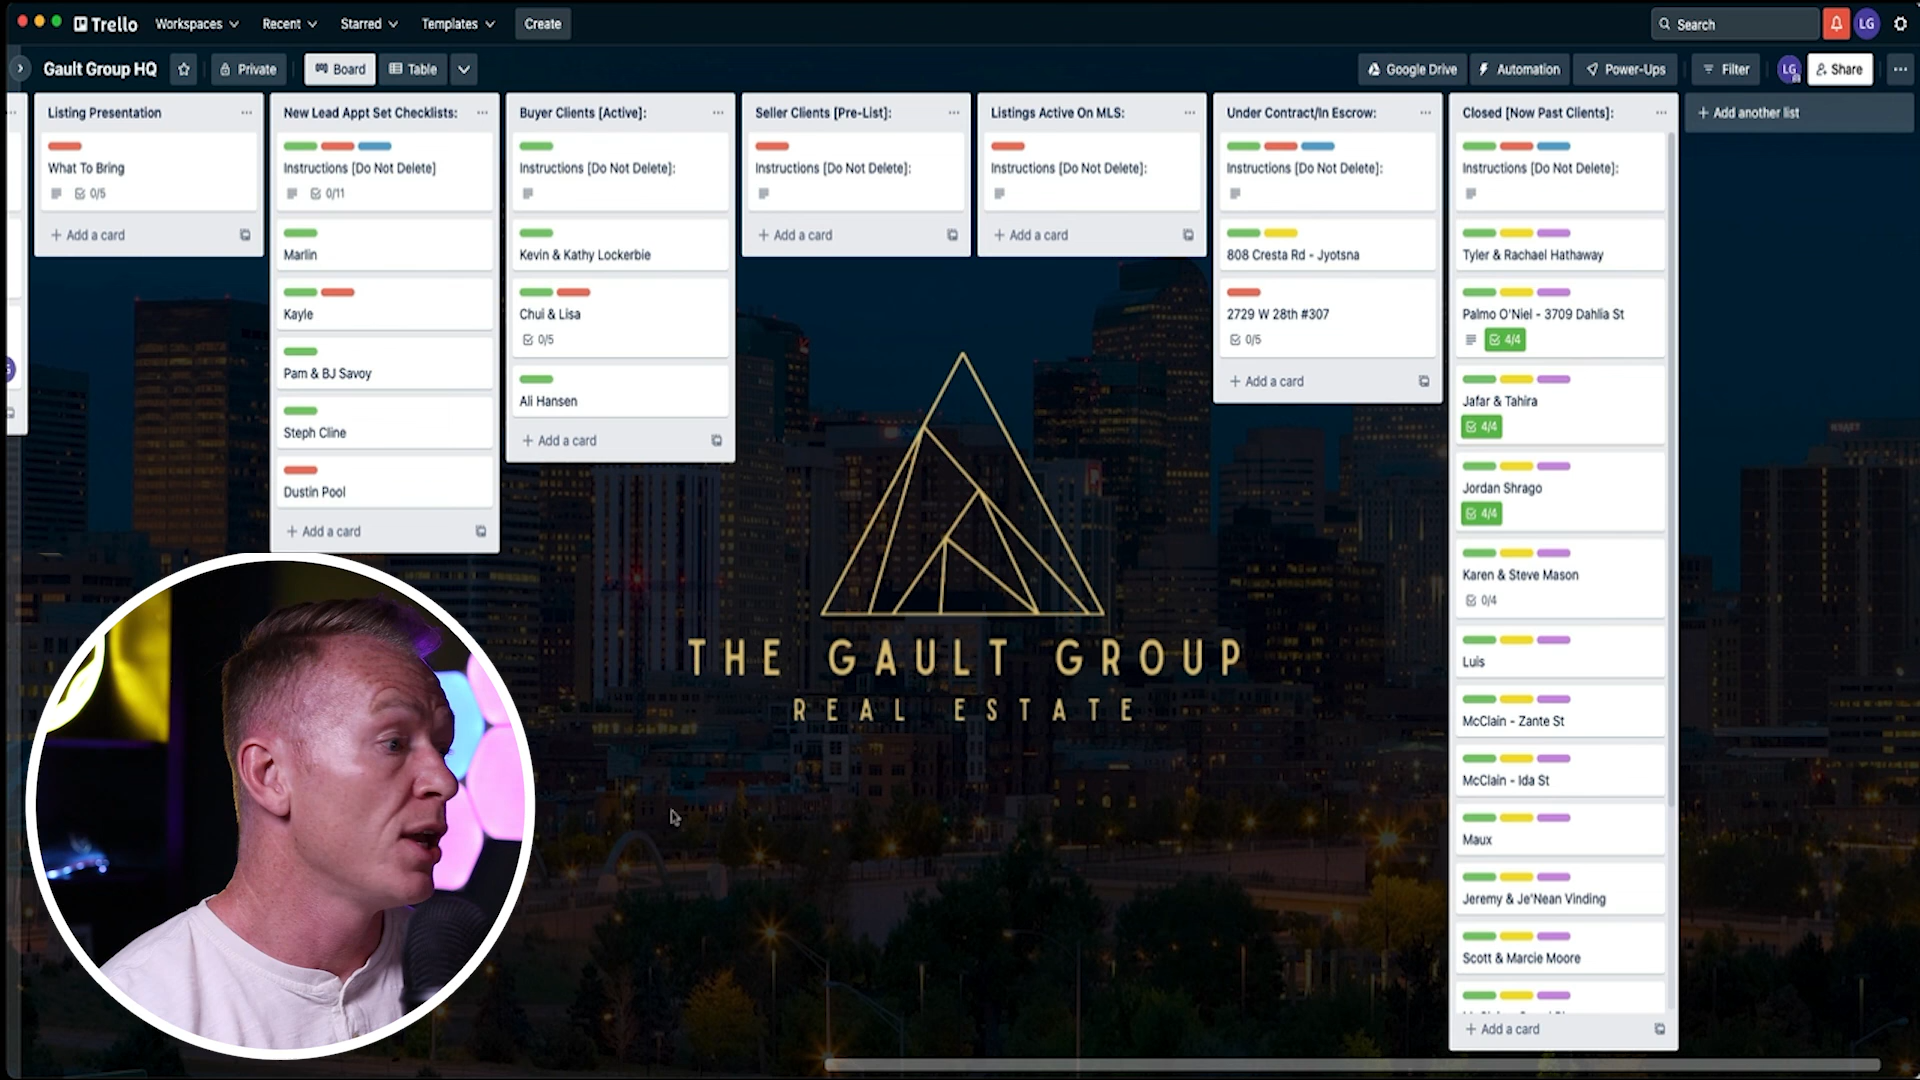 Trello
Workspaces
Recent
Starred
Templates
Create
Search
LG
Gault Group HQ
Private
Board
Table
Google Drive
Automation
Power-Ups
Filter
LG
Share
Listing Presentation
What To Bring
0/5
+ Add a card
New Lead Appt Set Checklists:
Instructions [Do Not Delete]
0/11
Marlin
Kayle
Pam & BJ Savoy
Steph Cline
Dustin Pool
+ Add a card
Buyer Clients [Active]:
Instructions [Do Not Delete]:
Kevin & Kathy Lockerbie
Chui & Lisa
0/5
Ali Hansen
+ Add a card
Seller Clients [Pre-List]:
Instructions [Do Not Delete]:
+ Add a card
Listings Active On MLS:
Instructions [Do Not Delete]:
+ Add a card
Under Contract/In Escrow:
Instructions [Do Not Delete]:
808 Cresta Rd - Jyotsna
2729 W 28th #307
0/5
+ Add a card
Closed [Now Past Clients]:
Instructions [Do Not Delete]:
Tyler & Rachael Hathaway
Palmo O'Niel - 3709 Dahlia St
4/4
Jafar & Tahira
4/4
Jordan Shrago
4/4
Karen & Steve Mason
0/4
Luis
McClain - Zante St
McClain - Ida St
Maux
Jeremy & Je'Nean Vinding
Scott & Marcie Moore
+ Add a card
+ Add another list
THE GAULT GROUP
REAL ESTATE
HYATT